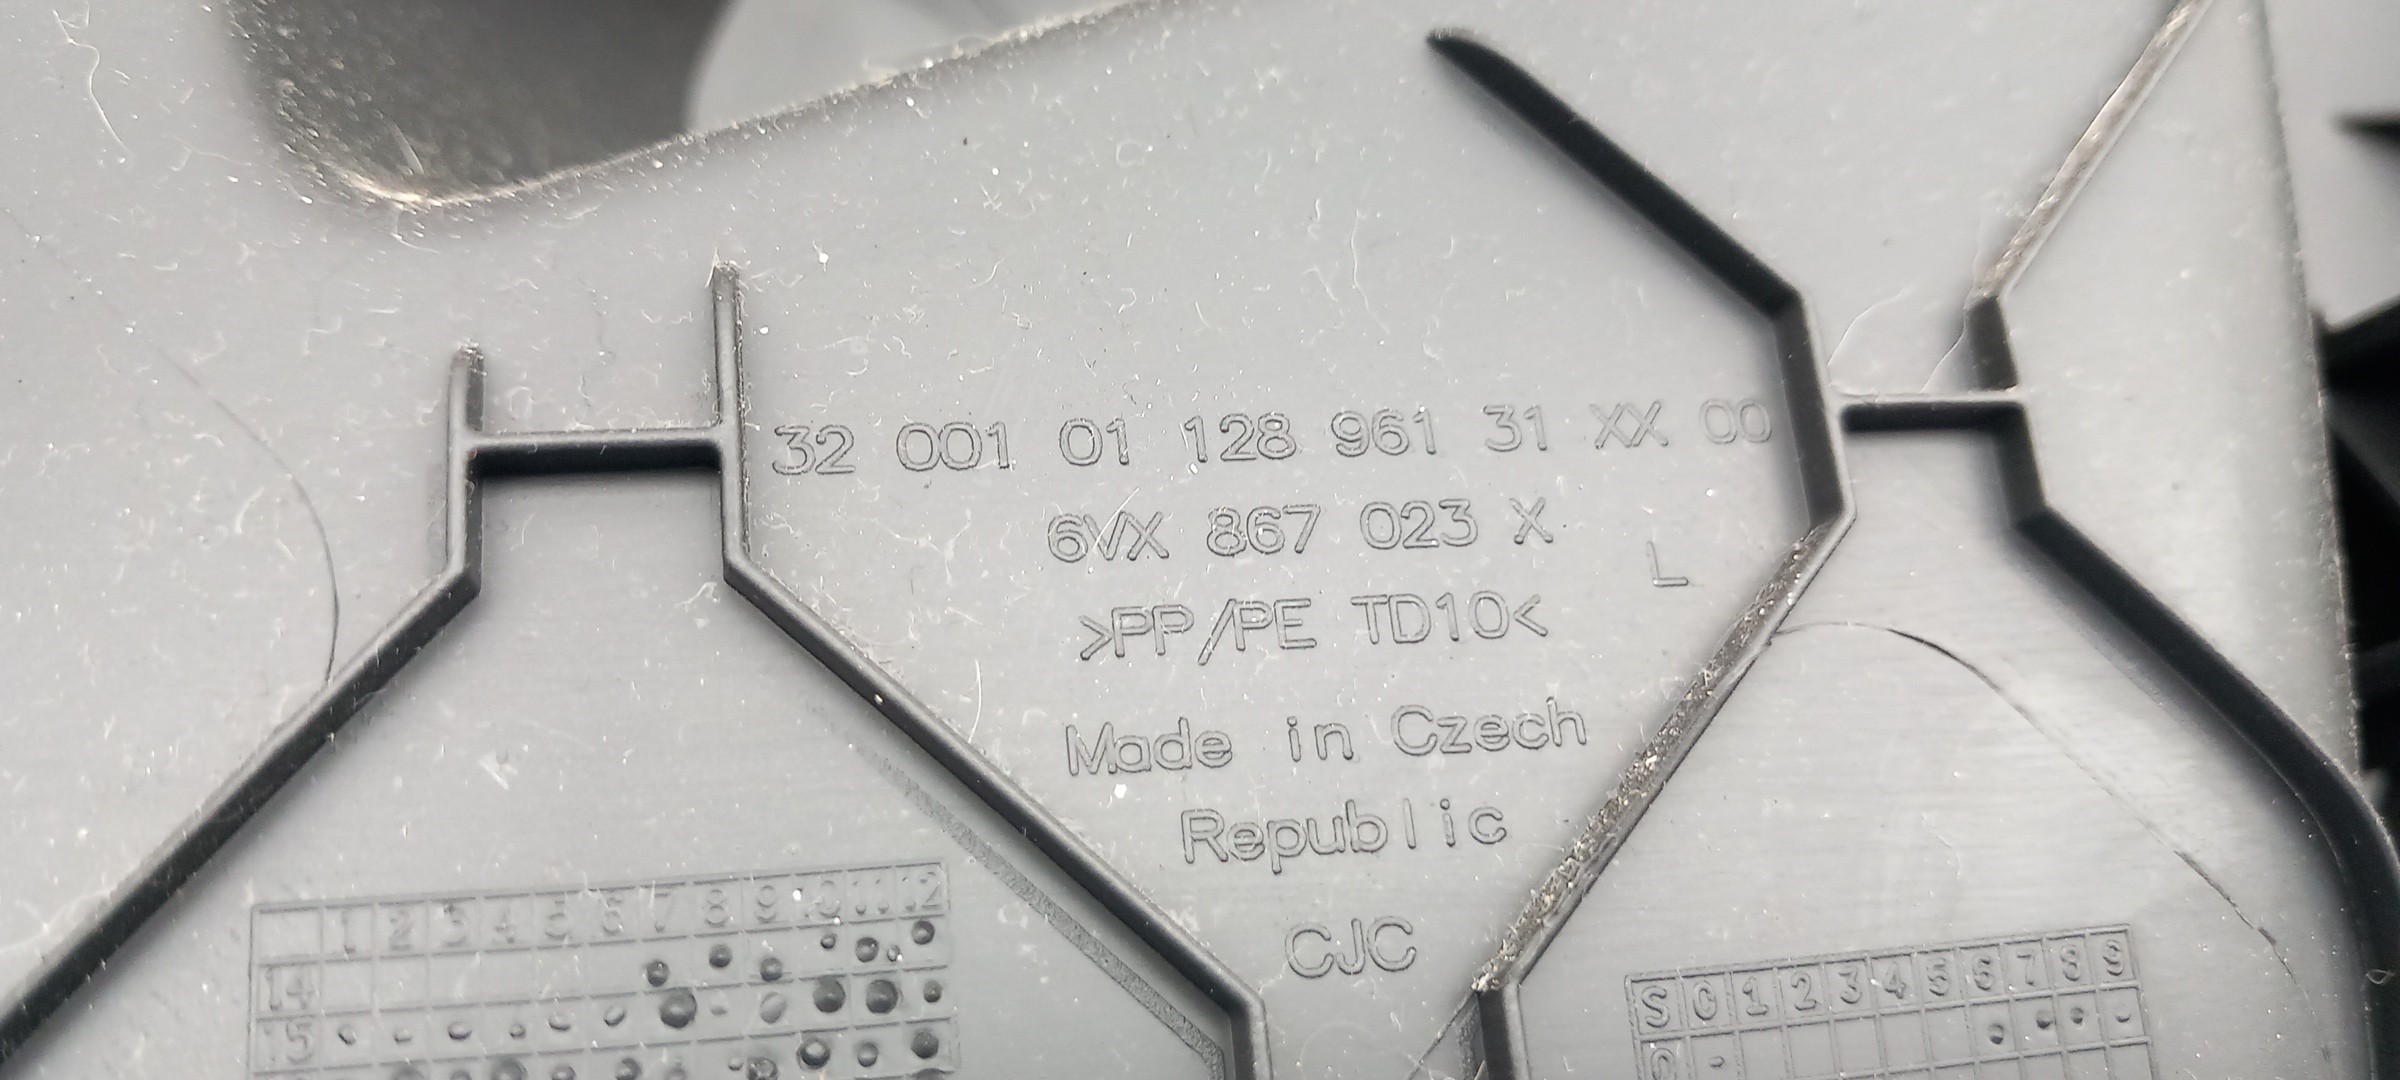 32 001 01 128 961 31 XX 00
6VX 867 023 X
L
>PP/PE TD10<
Made in Czech
Republic
CJC
1 2 3 4 5 6 7 8 9 10 11 12
14
15
S 0 1 2 3 4 5 6 7 8 9